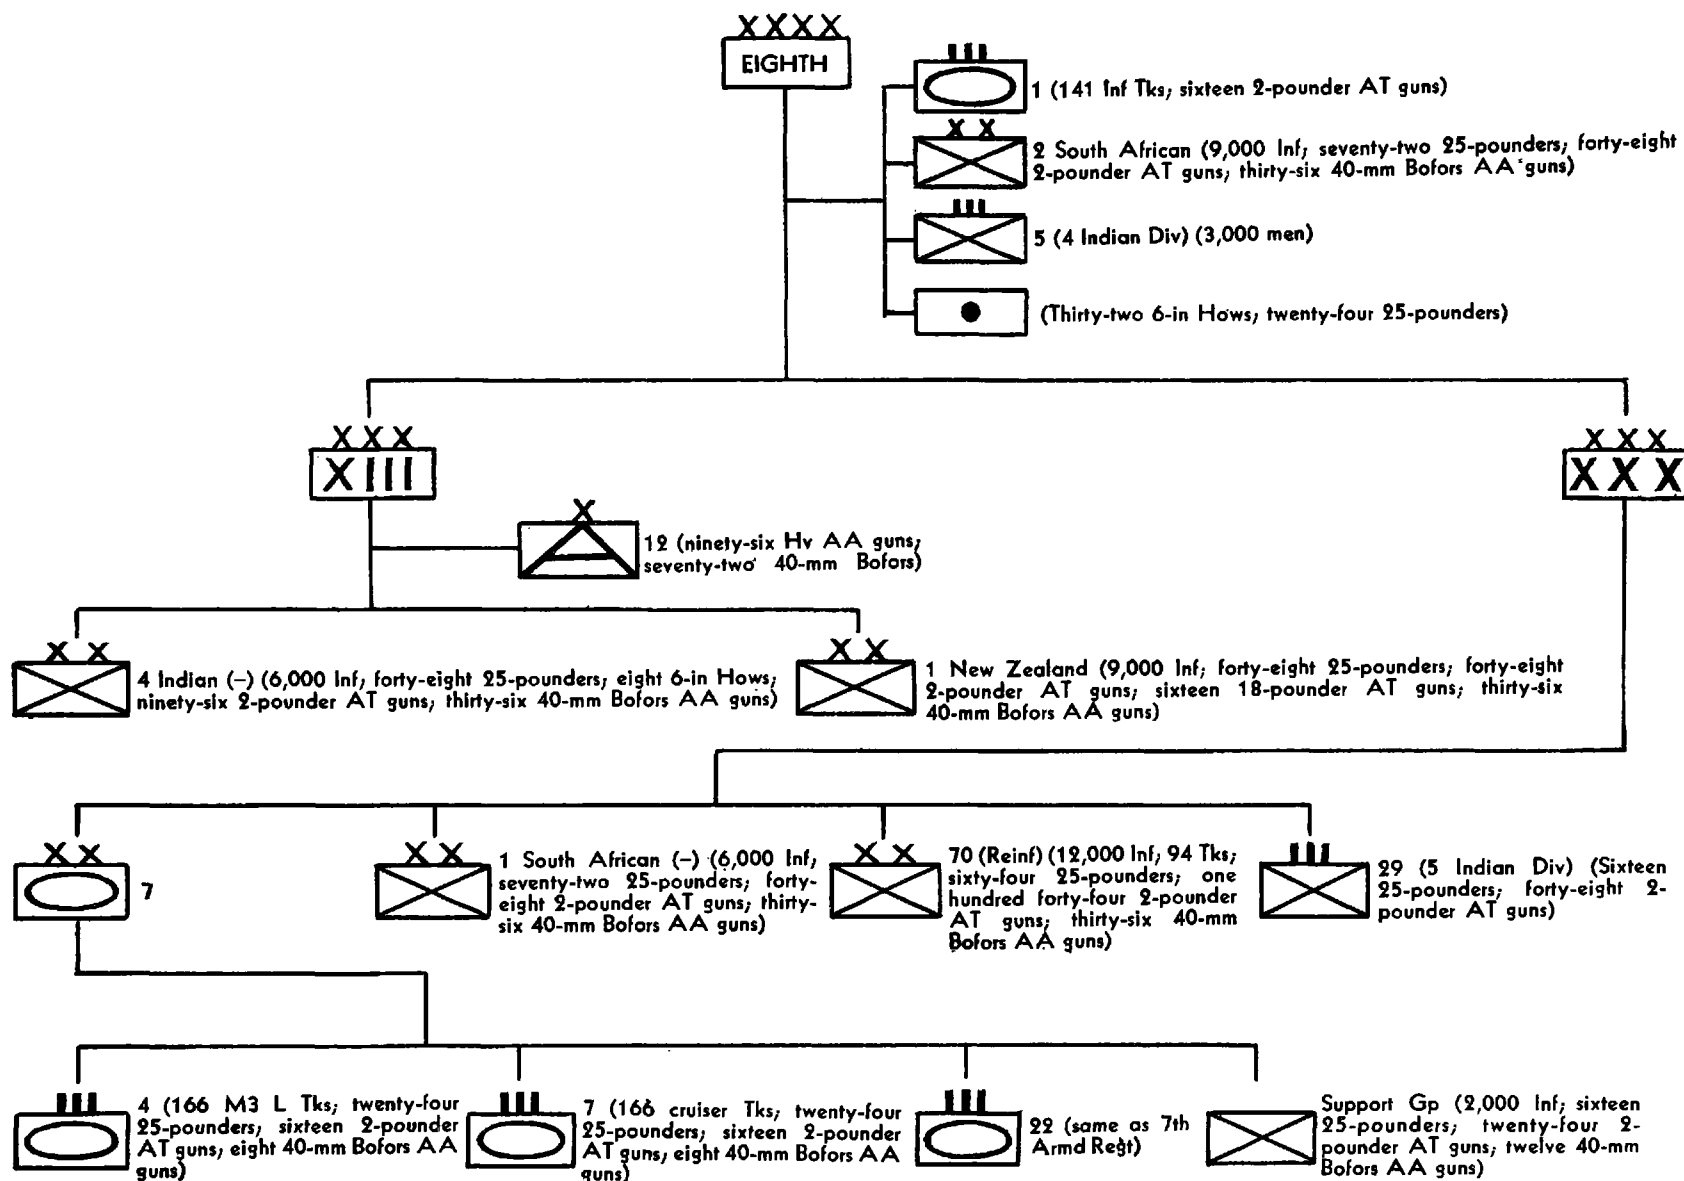 X X X X
EIGHTH
III
1 (141 Inf Tks; sixteen 2-pounder AT guns)
X X
2 South African (9,000 Inf; seventy-two 25-pounders; forty-eight
2-pounder AT guns; thirty-six 40-mm Bofors AA guns)
III
5 (4 Indian Div) (3,000 men)
(Thirty-two 6-in Hows; twenty-four 25-pounders)
X X X
XIII
X X X
X X X
X
12 (ninety-six Hv AA guns;
seventy-two 40-mm Bofors)
X X
4 Indian (–) (6,000 Inf; forty-eight 25-pounders; eight 6-in Hows;
ninety-six 2-pounder AT guns; thirty-six 40-mm Bofors AA guns)
X X
1 New Zealand (9,000 Inf; forty-eight 25-pounders; forty-eight
2-pounder AT guns; sixteen 18-pounder AT guns; thirty-six
40-mm Bofors AA guns)
X X
7
X X
1 South African (–) (6,000 Inf;
seventy-two 25-pounders; forty-
eight 2-pounder AT guns; thirty-
six 40-mm Bofors AA guns)
X X
70 (Reinf) (12,000 Inf; 94 Tks;
sixty-four 25-pounders; one
hundred forty-four 2-pounder
AT guns; thirty-six 40-mm
Bofors AA guns)
III
29 (5 Indian Div) (Sixteen
25-pounders; forty-eight 2-
pounder AT guns)
III
4 (166 M3 L Tks; twenty-four
25-pounders; sixteen 2-pounder
AT guns; eight 40-mm Bofors AA
guns)
III
7 (166 cruiser Tks; twenty-four
25-pounders; sixteen 2-pounder
AT guns; eight 40-mm Bofors AA
guns)
III
22 (same as 7th
Armd Regt)
Support Gp (2,000 Inf; sixteen
25-pounders; twenty-four 2-
pounder AT guns; twelve 40-mm
Bofors AA guns)